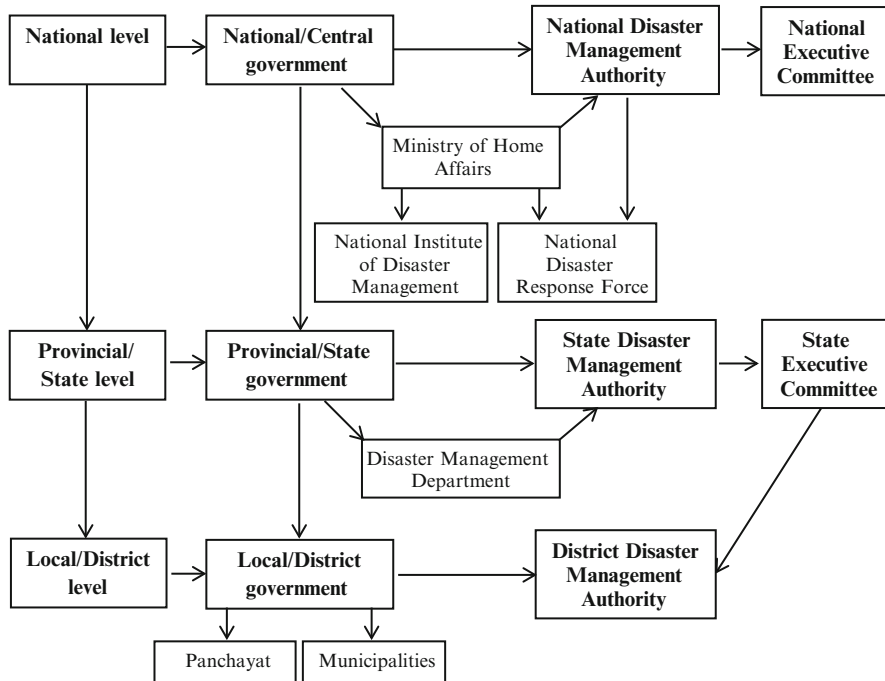 National level
National/Central
government
National Disaster
Management
Authority
National
Executive
Committee
Ministry of Home
Affairs
National Institute
of Disaster
Management
National
Disaster
Response Force
Provincial/
State level
Provincial/State
government
State Disaster
Management
Authority
State
Executive
Committee
Disaster Management
Department
Local/District
level
Local/District
government
District Disaster
Management
Authority
Panchayat
Municipalities